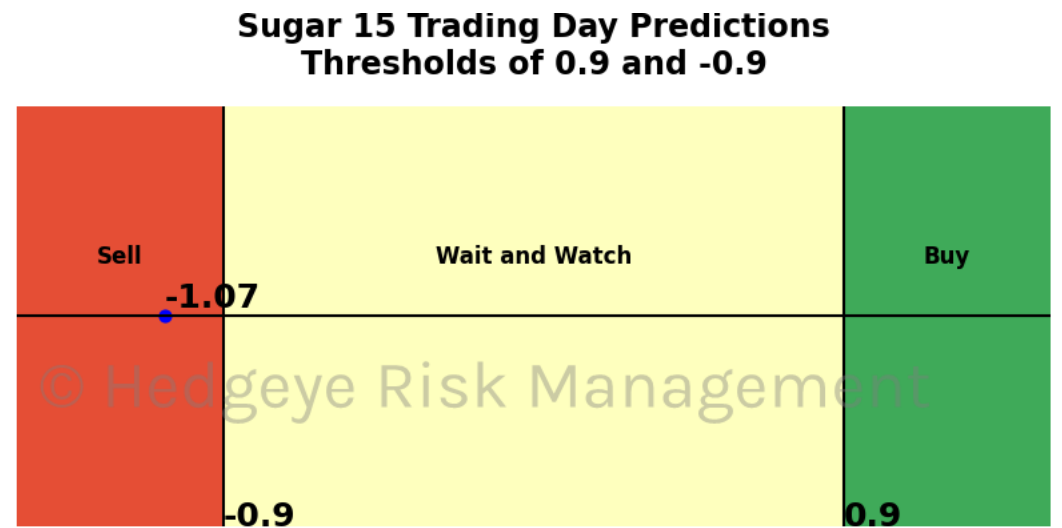 Sugar 15 Trading Day Predictions
Thresholds of 0.9 and -0.9
Sell
Wait and Watch
Buy
-1.07
© Hedgeye Risk Management
-0.9
0.9